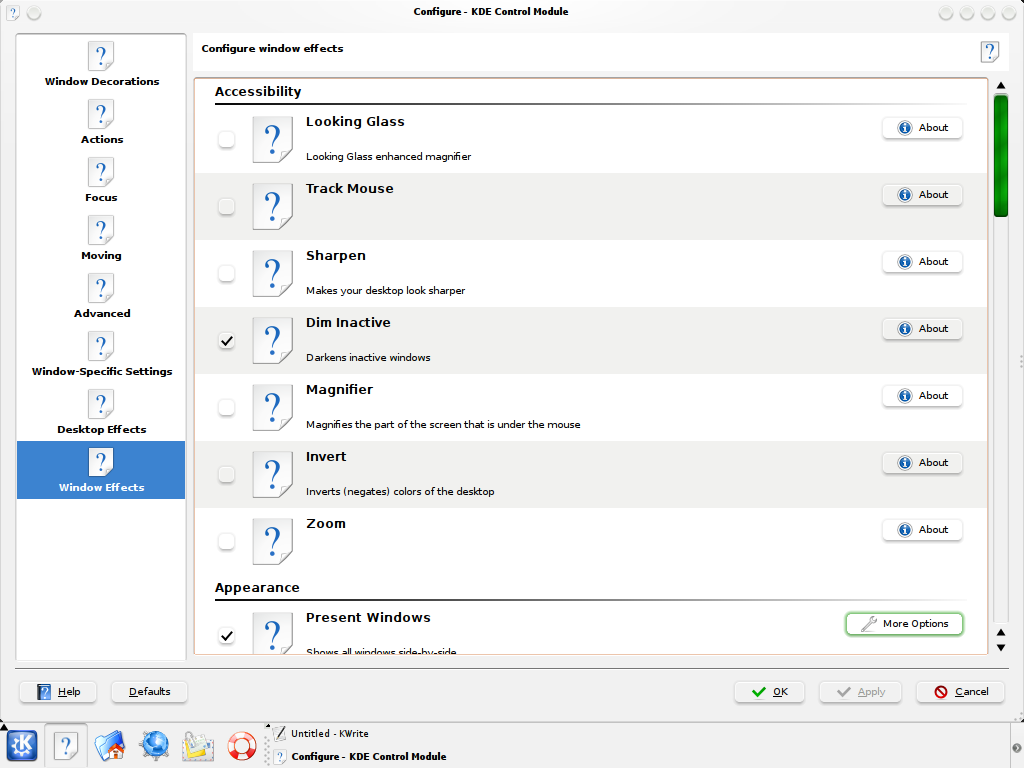 Configure - KDE Control Module
Window Decorations
Actions
Focus
Moving
Advanced
Window-Specific Settings
Desktop Effects
Window Effects
Configure window effects
Accessibility
Looking Glass
Looking Glass enhanced magnifier
About
Track Mouse
About
Sharpen
Makes your desktop look sharper
About
Dim Inactive
Darkens inactive windows
About
Magnifier
Magnifies the part of the screen that is under the mouse
About
Invert
Inverts (negates) colors of the desktop
About
Zoom
About
Appearance
Present Windows
Shows all windows side-by-side
More Options
Help Defaults OK Apply Cancel
Untitled - KWrite
Configure - KDE Control Module